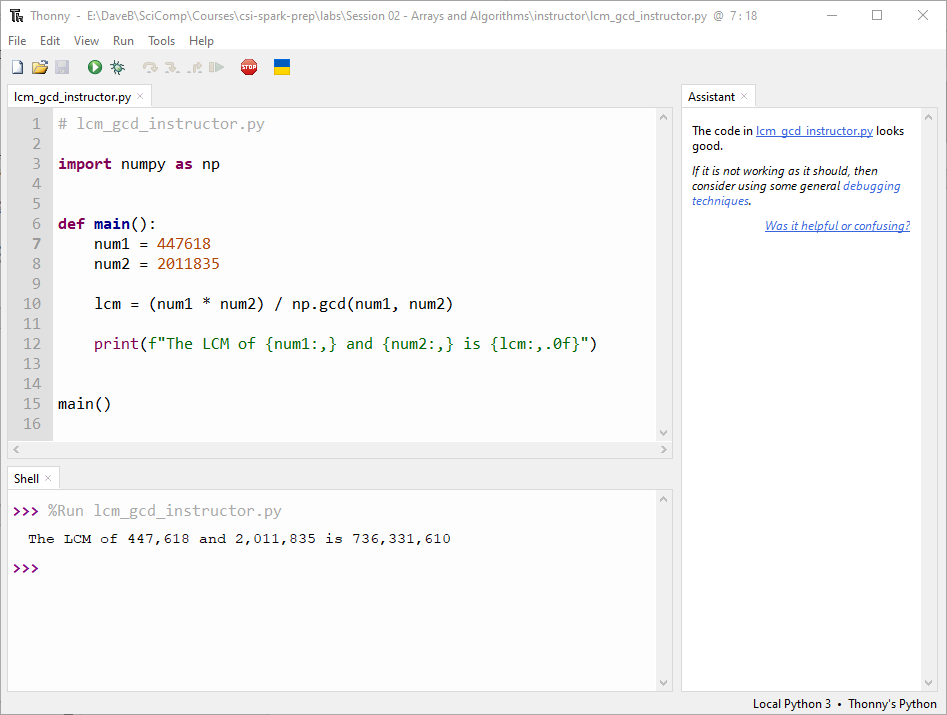 Thonny - E:\DaveB\SciComp\Courses\csi-spark-prep\labs\Session 02 - Arrays and Algorithms\instructor\lcm_gcd_instructor.py @ 7:18
File Edit View Run Tools Help
STOP
lcm_gcd_instructor.py ×
1 # lcm_gcd_instructor.py
2
3 import numpy as np
4
5
6 def main():
7     num1 = 447618
8     num2 = 2011835
9
10     lcm = (num1 * num2) / np.gcd(num1, num2)
11
12     print(f"The LCM of {num1:,} and {num2:,} is {lcm:,.0f}")
13
14
15 main()
16
Assistant ×
The code in lcm_gcd_instructor.py looks
good.
If it is not working as it should, then
consider using some general debugging
techniques.
Was it helpful or confusing?
Shell ×
>>> %Run lcm_gcd_instructor.py
The LCM of 447,618 and 2,011,835 is 736,331,610
>>>
Local Python 3 • Thonny's Python